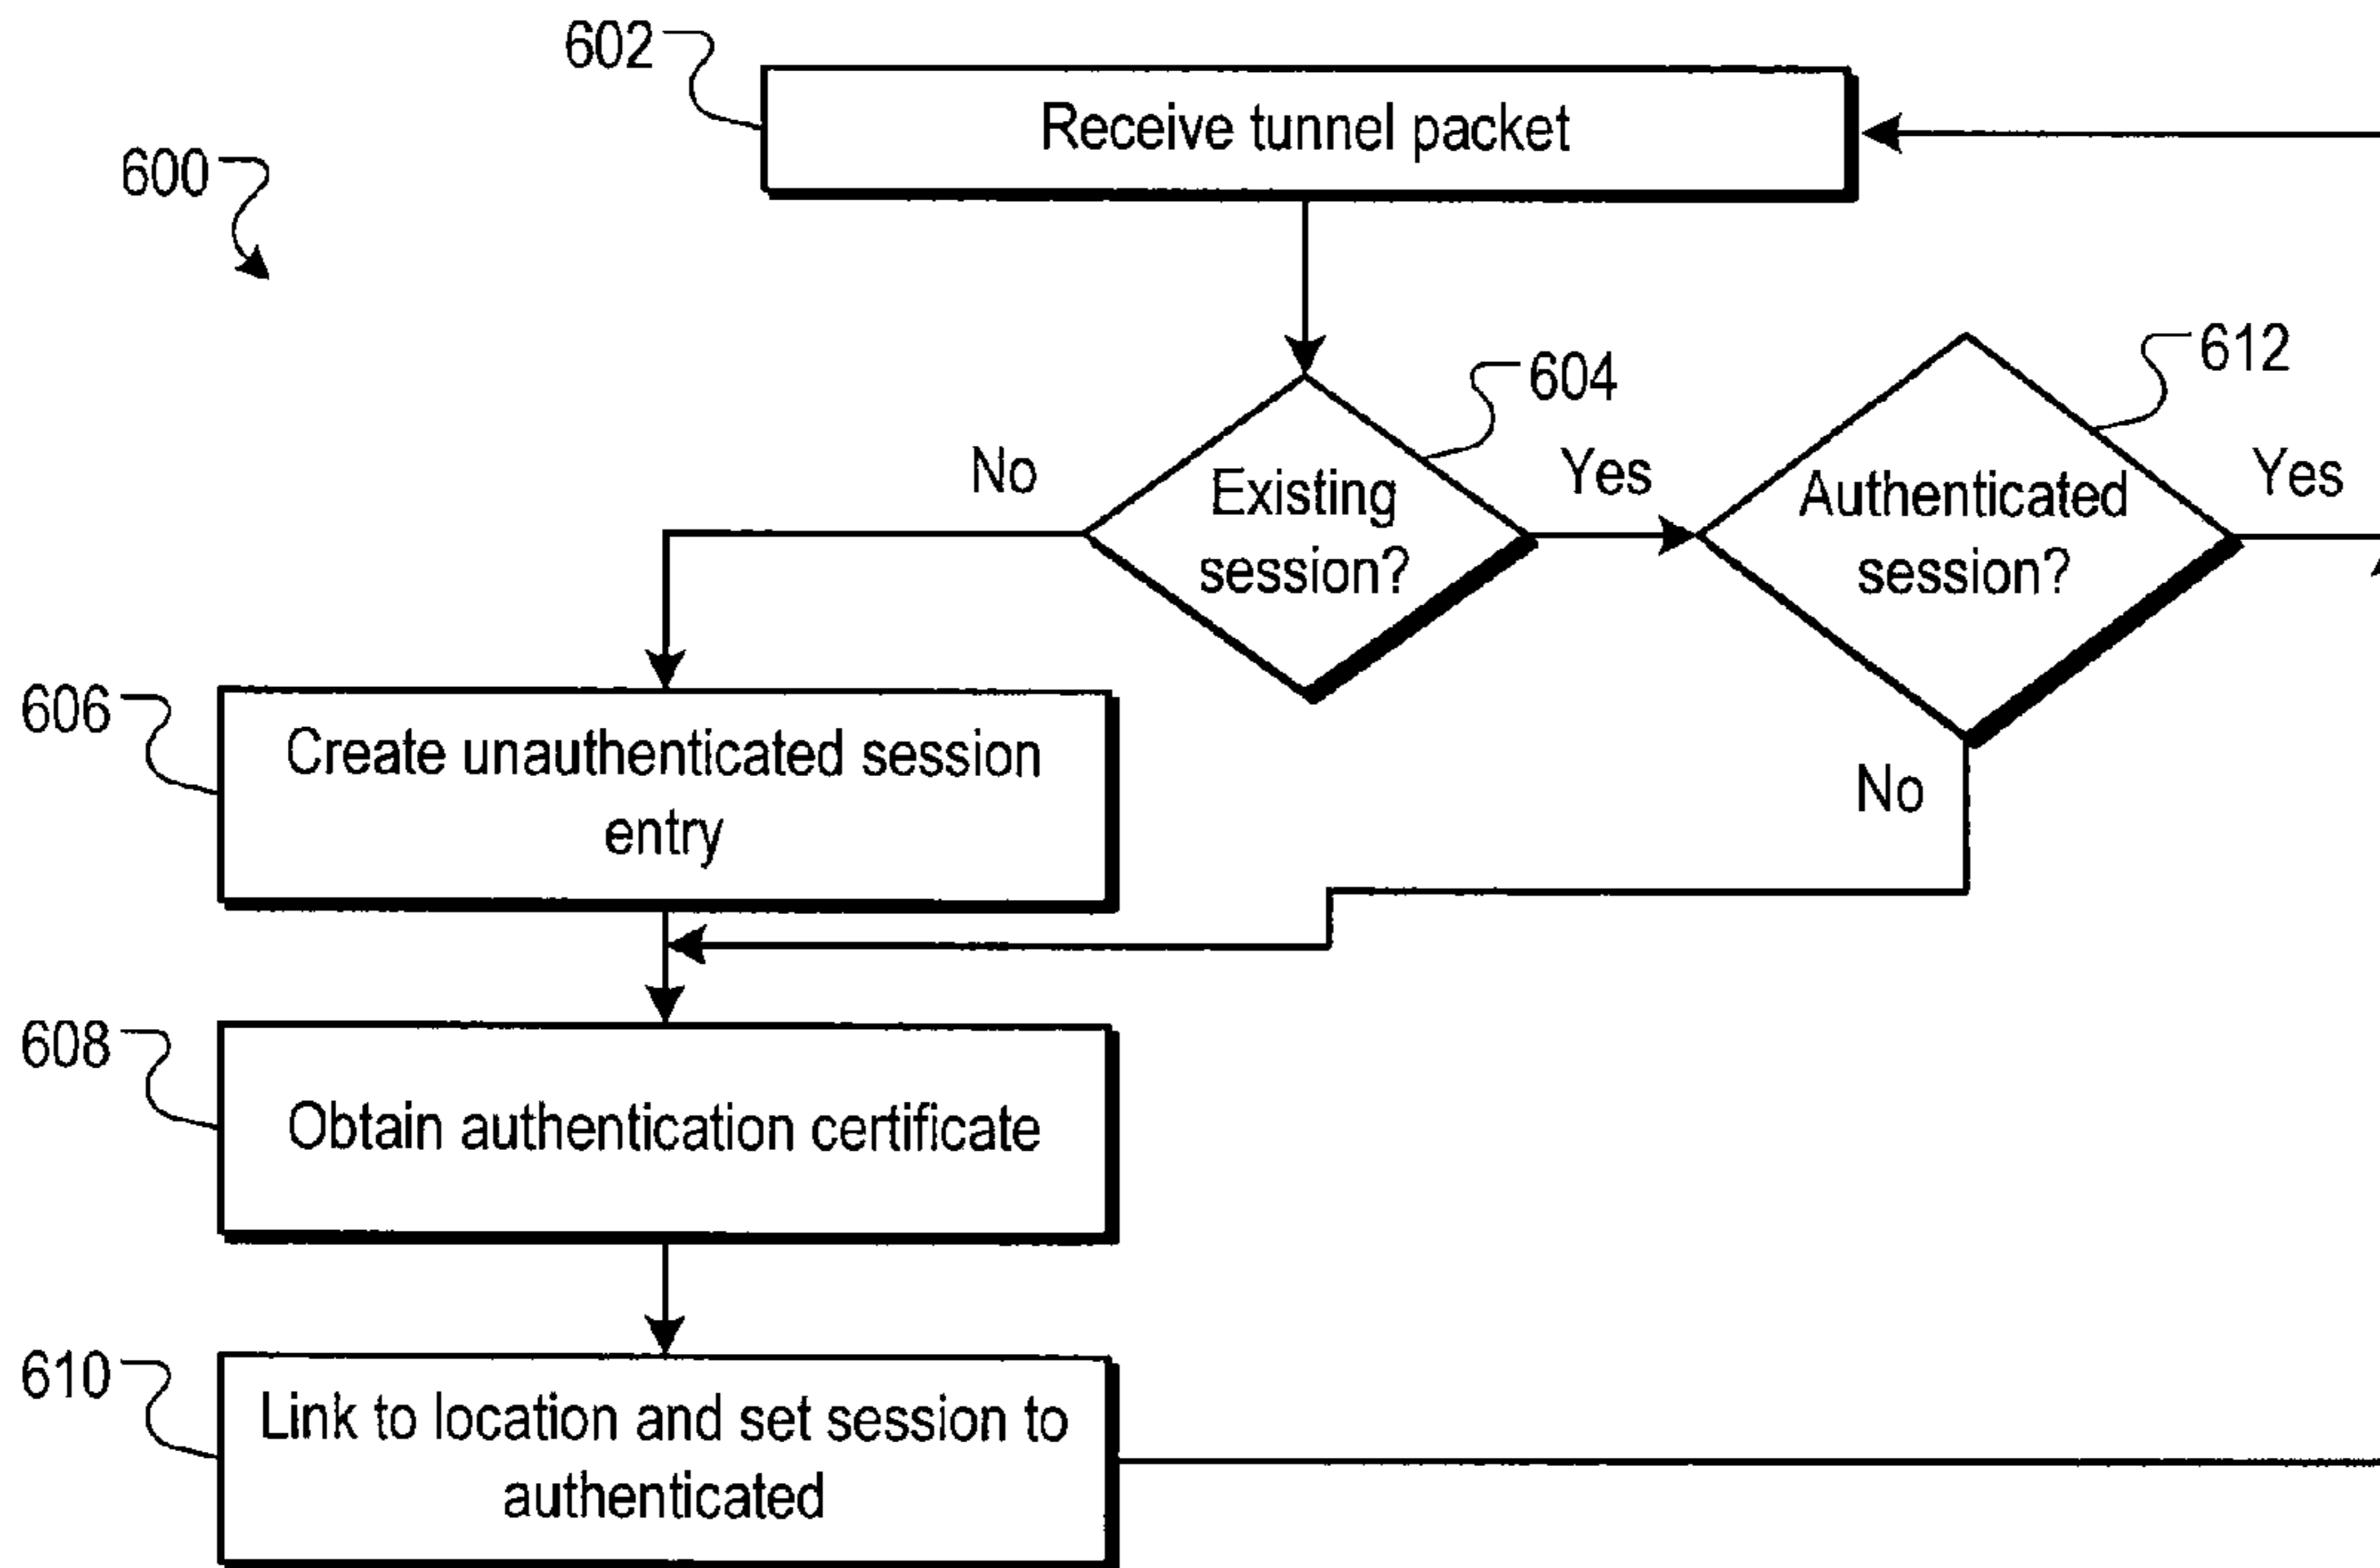 602
Receive tunnel packet
600
604
612
No
Existing
session?
Yes
Authenticated
session?
Yes
606
Create unauthenticated session
entry
No
608
Obtain authentication certificate
610
Link to location and set session to
authenticated